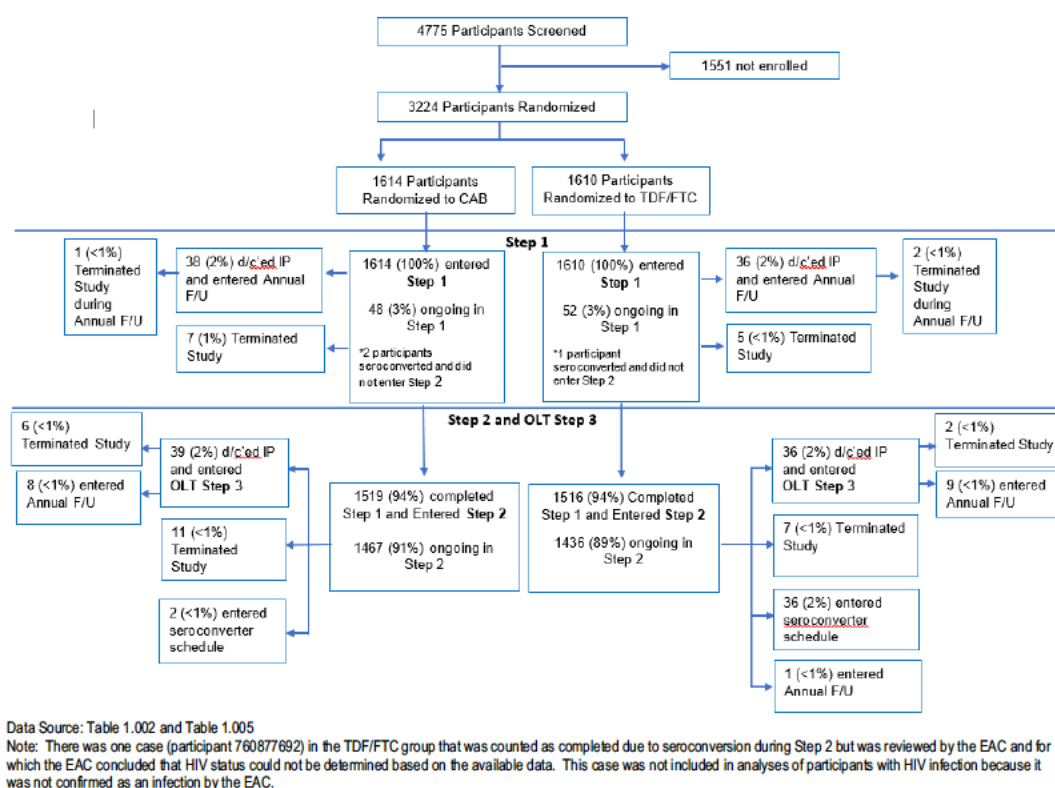 4775 Participants Screened
1551 not enrolled
3224 Participants Randomized
1614 Participants
Randomized to CAB
1610 Participants
Randomized to TDF/FTC
Step 1
1 (<1%)
Terminated
Study
during
Annual F/U
38 (2%) d/c'ed IP
and entered Annual
F/U
7 (1%) Terminated
Study
1614 (100%) entered
Step 1
48 (3%) ongoing in
Step 1
*2 participants
seroconverted and did
not enter Step 2
1610 (100%) entered
Step 1
52 (3%) ongoing in
Step 1
*1 participant
seroconverted and did not
enter Step 2
36 (2%) d/c'ed IP
and entered Annual
F/U
5 (<1%) Terminated
Study
2 (<1%)
Terminated
Study
during
Annual F/U
Step 2 and OLT Step 3
6 (<1%)
Terminated Study
8 (<1%) entered
Annual F/U
39 (2%) d/c'ed IP
and entered
OLT Step 3
11 (<1%)
Terminated
Study
2 (<1%) entered
seroconverter
schedule
1519 (94%) completed
Step 1 and Entered Step 2
1467 (91%) ongoing in
Step 2
1516 (94%) Completed
Step 1 and Entered Step 2
1436 (89%) ongoing in
Step 2
36 (2%) d/c'ed IP
and entered
OLT Step 3
7 (<1%) Terminated
Study
36 (2%) entered
seroconverter
schedule
1 (<1%) entered
Annual F/U
2 (<1%)
Terminated Study
9 (<1%) entered
Annual F/U
Data Source: Table 1.002 and Table 1.005
Note: There was one case (participant 760877692) in the TDF/FTC group that was counted as completed due to seroconversion during Step 2 but was reviewed by the EAC and for
which the EAC concluded that HIV status could not be determined based on the available data. This case was not included in analyses of participants with HIV infection because it
was not confirmed as an infection by the EAC.